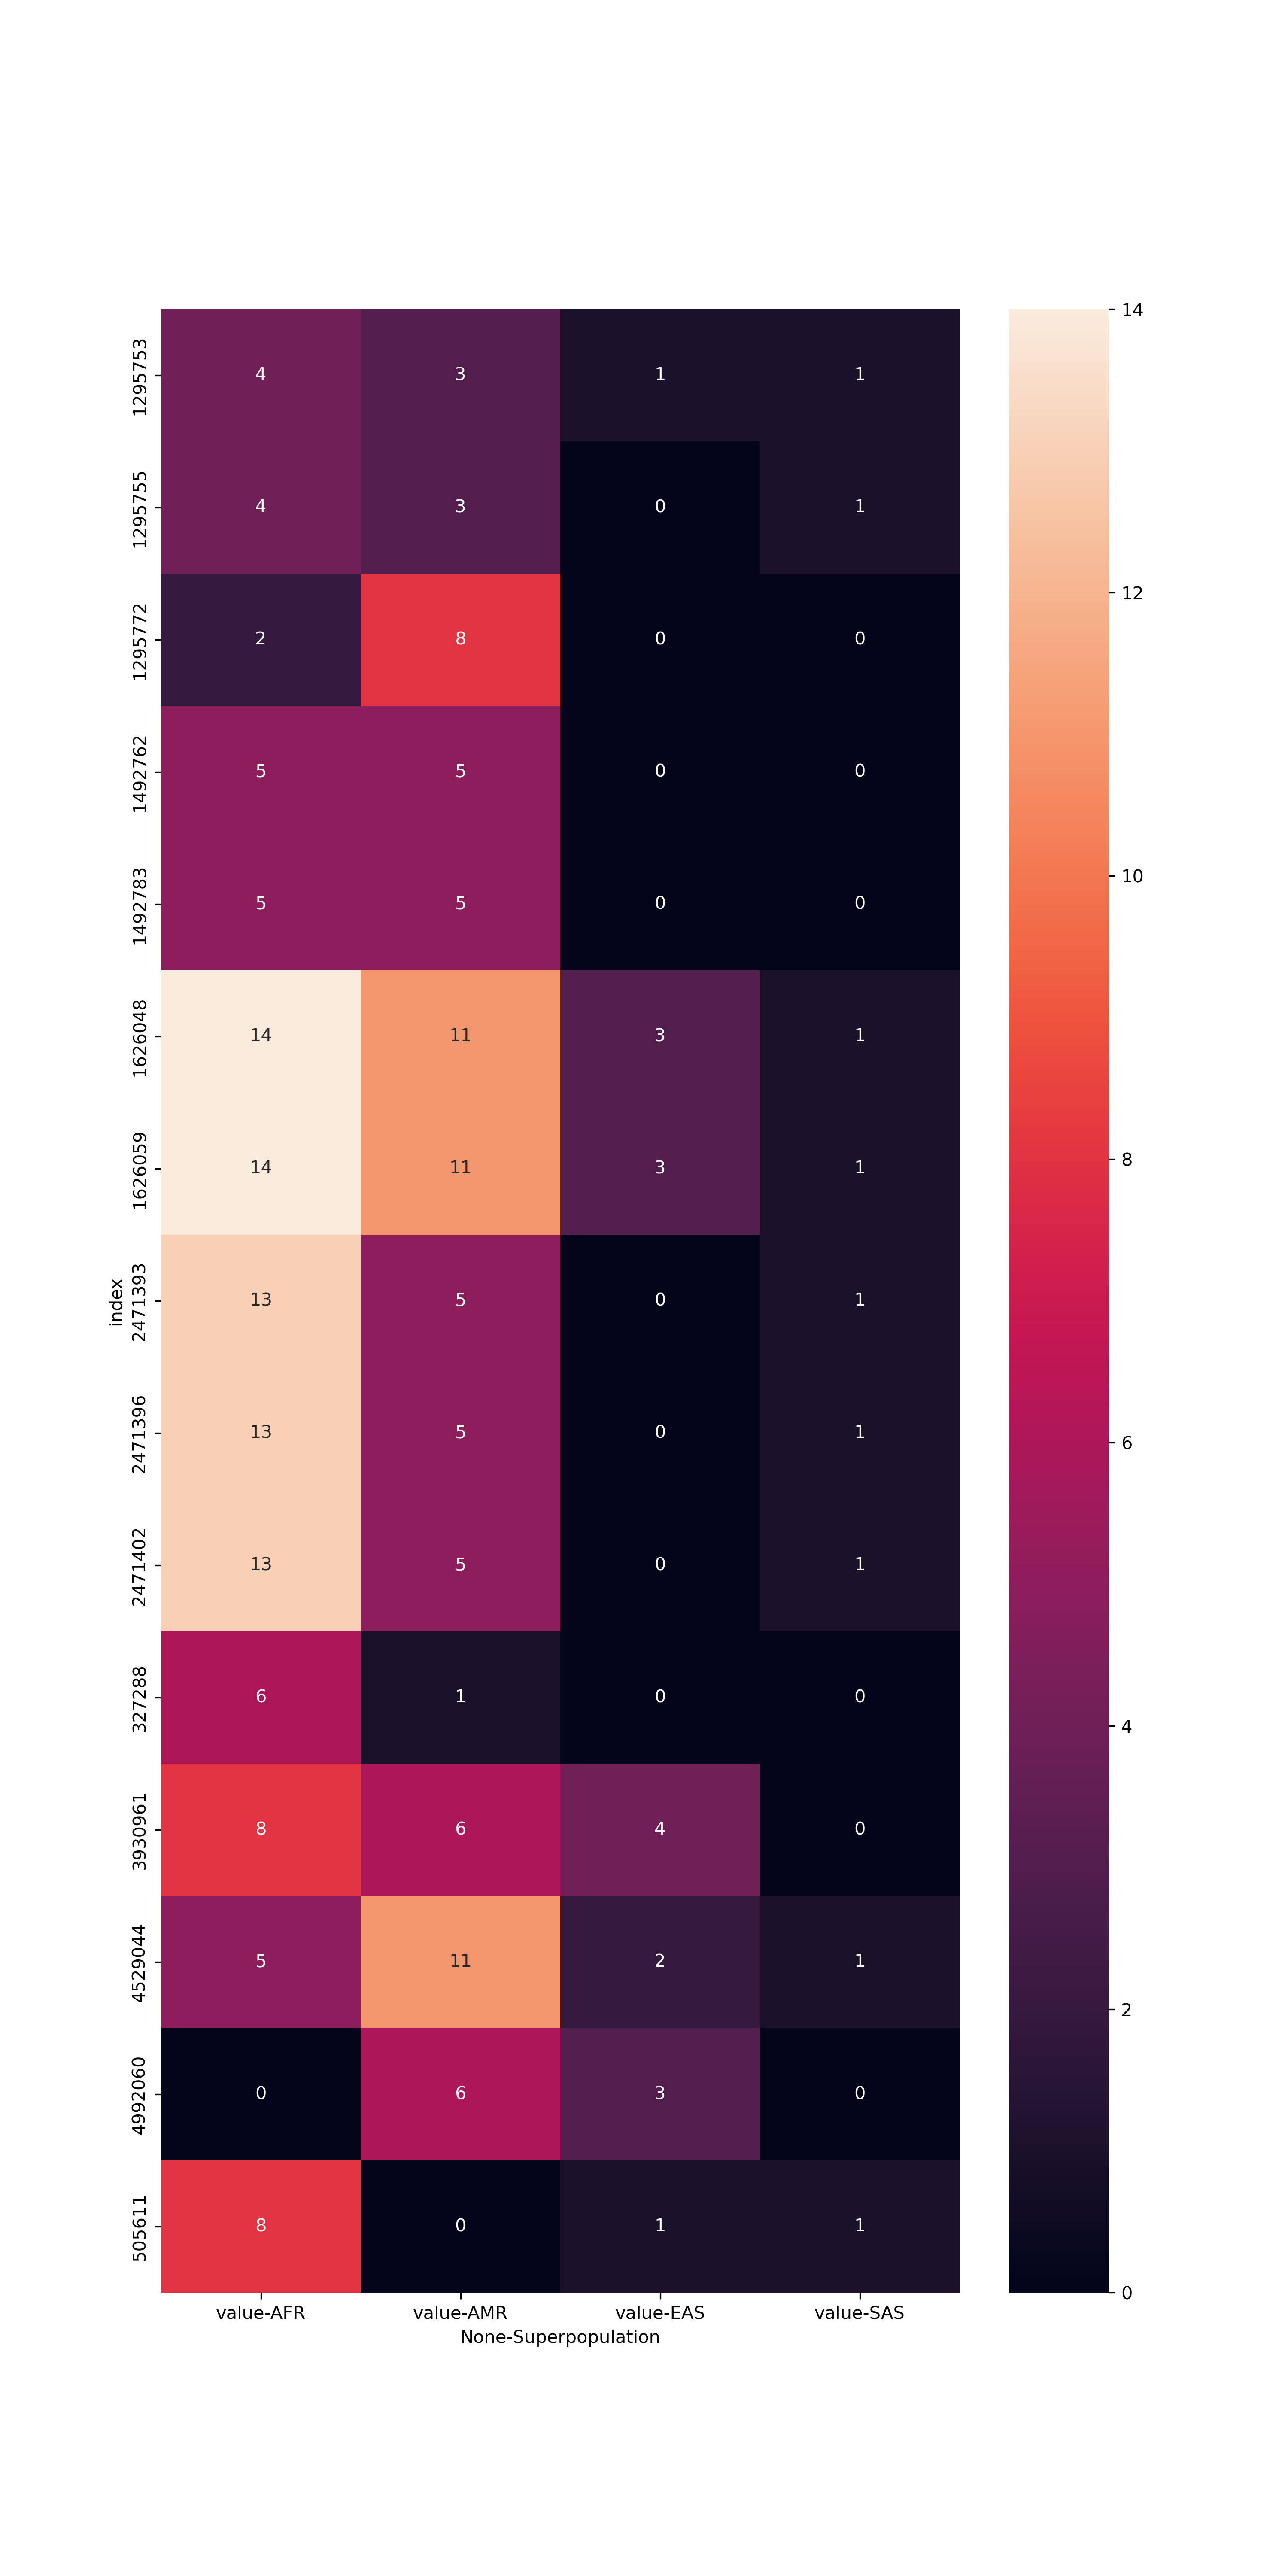 1295753 4 3 1 1
1295755 4 3 0 1
1295772 2 8 0 0
1492762 5 5 0 0
1492783 5 5 0 0
1626048 14 11 3 1
1626059 14 11 3 1
index
2471393 13 5 0 1
2471396 13 5 0 1
2471402 13 5 0 1
327288 6 1 0 0
3930961 8 6 4 0
4529044 5 11 2 1
4992060 0 6 3 0
505611 8 0 1 1
value-AFR value-AMR value-EAS value-SAS
None-Superpopulation
14
12
10
8
6
4
2
0